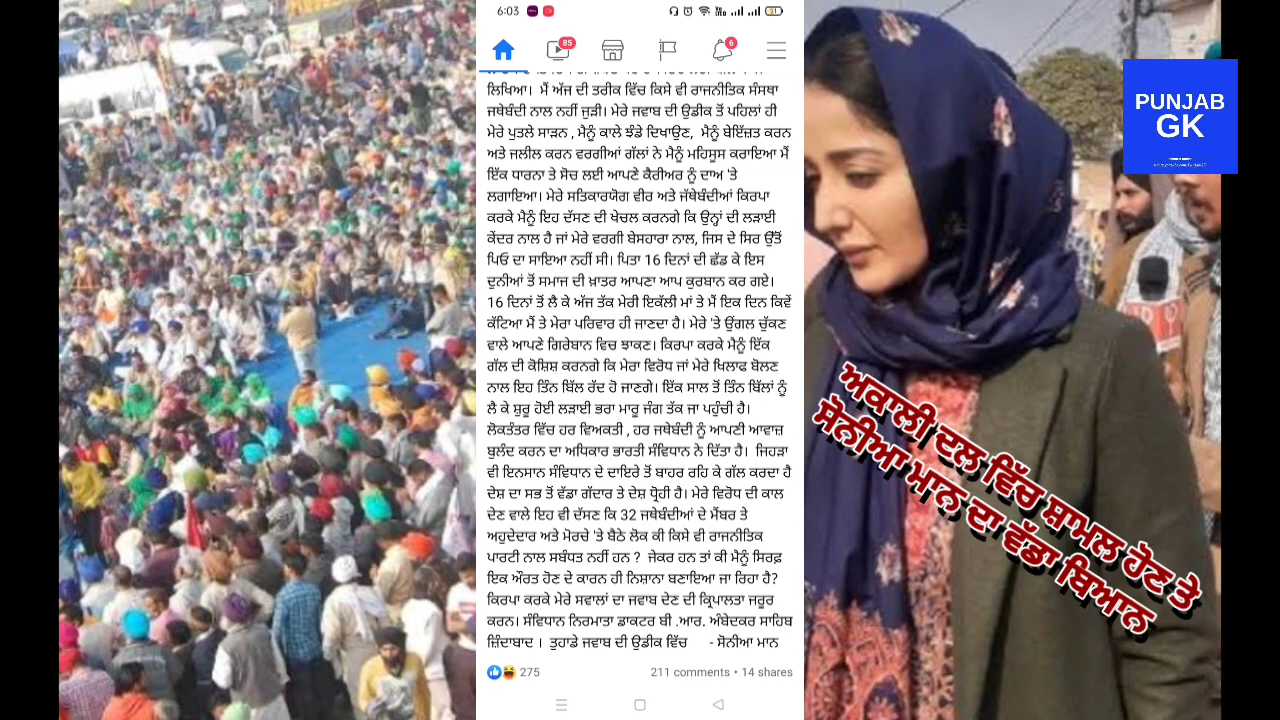 6:03
85
6
ਲਿਖਿਆ। ਮੈਂ ਅੱਜ ਦੀ ਤਰੀਕ ਵਿੱਚ ਕਿਸੇ ਵੀ ਰਾਜਨੀਤਿਕ ਸੰਸਥਾ
ਜਥੇਬੰਦੀ ਨਾਲ ਨਹੀਂ ਜੁੜੀ। ਮੇਰੇ ਜਵਾਬ ਦੀ ਉਡੀਕ ਤੋਂ ਪਹਿਲਾਂ ਹੀ
ਮੇਰੇ ਪੁਤਲੇ ਸਾੜਨ , ਮੈਨੂੰ ਕਾਲੇ ਝੰਡੇ ਦਿਖਾਉਣ, ਮੈਨੂੰ ਬੇਇੱਜ਼ਤ ਕਰਨ
ਅਤੇ ਜਲੀਲ ਕਰਨ ਵਰਗੀਆਂ ਗੱਲਾਂ ਨੇ ਮੈਨੂੰ ਮਹਿਸੂਸ ਕਰਾਇਆ ਮੈਂ
ਇੱਕ ਧਾਰਨਾ ਤੇ ਸੋਚ ਲਈ ਆਪਣੇ ਕੈਰੀਅਰ ਨੂੰ ਦਾਅ 'ਤੇ
ਲਗਾਇਆ। ਮੇਰੇ ਸਤਿਕਾਰਯੋਗ ਵੀਰ ਅਤੇ ਜੱਥੇਬੰਦੀਆਂ ਕਿਰਪਾ
ਕਰਕੇ ਮੈਨੂੰ ਇਹ ਦੱਸਣ ਦੀ ਖੇਚਲ ਕਰਨਗੇ ਕਿ ਉਨ੍ਹਾਂ ਦੀ ਲੜਾਈ
ਕੇਂਦਰ ਨਾਲ ਹੈ ਜਾਂ ਮੇਰੇ ਵਰਗੀ ਬੇਸਹਾਰਾ ਨਾਲ, ਜਿਸ ਦੇ ਸਿਰ ਉੱਤੋਂ
ਪਿਓ ਦਾ ਸਾਇਆ ਨਹੀਂ ਸੀ। ਪਿਤਾ 16 ਦਿਨਾਂ ਦੀ ਛੱਡ ਕੇ ਇਸ
ਦੁਨੀਆਂ ਤੋਂ ਸਮਾਜ ਦੀ ਖ਼ਾਤਰ ਆਪਣਾ ਆਪ ਕੁਰਬਾਨ ਕਰ ਗਏ।
16 ਦਿਨਾਂ ਤੋਂ ਲੈ ਕੇ ਅੱਜ ਤੱਕ ਮੇਰੀ ਇਕੱਲੀ ਮਾਂ ਤੇ ਮੈਂ ਇਕ ਦਿਨ ਕਿਵੇਂ
ਕੱਟਿਆ ਮੈਂ ਤੇ ਮੇਰਾ ਪਰਿਵਾਰ ਹੀ ਜਾਣਦਾ ਹੈ। ਮੇਰੇ 'ਤੇ ਉਂਗਲ ਚੁੱਕਣ
ਵਾਲੇ ਆਪਣੇ ਗਿਰੇਬਾਨ ਵਿਚ ਝਾਕਣ। ਕਿਰਪਾ ਕਰਕੇ ਮੈਨੂੰ ਇੱਕ
ਗੱਲ ਦੀ ਕੋਸ਼ਿਸ਼ ਕਰਨਗੇ ਕਿ ਮੇਰਾ ਵਿਰੋਧ ਜਾਂ ਮੇਰੇ ਖਿਲਾਫ ਬੋਲਣ
ਨਾਲ ਇਹ ਤਿੰਨ ਬਿੱਲ ਰੱਦ ਹੋ ਜਾਣਗੇ। ਇੱਕ ਸਾਲ ਤੋਂ ਤਿੰਨ ਬਿੱਲਾਂ ਨੂੰ
ਲੈ ਕੇ ਸ਼ੁਰੂ ਹੋਈ ਲੜਾਈ ਭਰਾ ਮਾਰੂ ਜੰਗ ਤੱਕ ਜਾ ਪਹੁੰਚੀ ਹੈ।
ਲੋਕਤੰਤਰ ਵਿੱਚ ਹਰ ਵਿਅਕਤੀ , ਹਰ ਜਥੇਬੰਦੀ ਨੂੰ ਆਪਣੀ ਆਵਾਜ਼
ਬੁਲੰਦ ਕਰਨ ਦਾ ਅਧਿਕਾਰ ਭਾਰਤੀ ਸੰਵਿਧਾਨ ਨੇ ਦਿੱਤਾ ਹੈ। ਜਿਹੜਾ
ਵੀ ਇਨਸਾਨ ਸੰਵਿਧਾਨ ਦੇ ਦਾਇਰੇ ਤੋਂ ਬਾਹਰ ਰਹਿ ਕੇ ਗੱਲ ਕਰਦਾ ਹੈ
ਦੇਸ਼ ਦਾ ਸਭ ਤੋਂ ਵੱਡਾ ਗੱਦਾਰ ਤੇ ਦੇਸ਼ ਧ੍ਰੋਹੀ ਹੈ। ਮੇਰੇ ਵਿਰੋਧ ਦੀ ਕਾਲ
ਦੇਣ ਵਾਲੇ ਇਹ ਵੀ ਦੱਸਣ ਕਿ 32 ਜਥੇਬੰਦੀਆਂ ਦੇ ਮੈਂਬਰ ਤੇ
ਅਹੁਦੇਦਾਰ ਅਤੇ ਮੋਰਚੇ 'ਤੇ ਬੈਠੇ ਲੋਕ ਕੀ ਕਿਸੇ ਵੀ ਰਾਜਨੀਤਿਕ
ਪਾਰਟੀ ਨਾਲ ਸਬੰਧਤ ਨਹੀਂ ਹਨ ? ਜੇਕਰ ਹਨ ਤਾਂ ਕੀ ਮੈਨੂੰ ਸਿਰਫ਼
ਇਕ ਔਰਤ ਹੋਣ ਦੇ ਕਾਰਨ ਹੀ ਨਿਸ਼ਾਨਾ ਬਣਾਇਆ ਜਾ ਰਿਹਾ ਹੈ?
ਕਿਰਪਾ ਕਰਕੇ ਮੇਰੇ ਸਵਾਲਾਂ ਦਾ ਜਵਾਬ ਦੇਣ ਦੀ ਕ੍ਰਿਪਾਲਤਾ ਜਰੂਰ
ਕਰਨ। ਸੰਵਿਧਾਨ ਨਿਰਮਾਤਾ ਡਾਕਟਰ ਬੀ .ਆਰ. ਅੰਬੇਦਕਰ ਸਾਹਿਬ
ਜ਼ਿੰਦਾਬਾਦ । ਤੁਹਾਡੇ ਜਵਾਬ ਦੀ ਉਡੀਕ ਵਿੱਚ - ਸੋਨੀਆ ਮਾਨ
275 211 comments • 14 shares
PUNJAB
GK
ਅਕਾਲੀ ਦਲ ਵਿੱਚ ਸ਼ਾਮਲ ਹੋਣ ਤੇ
ਸੋਨੀਆ ਮਾਨ ਦਾ ਵੱਡਾ ਬਿਆਨ